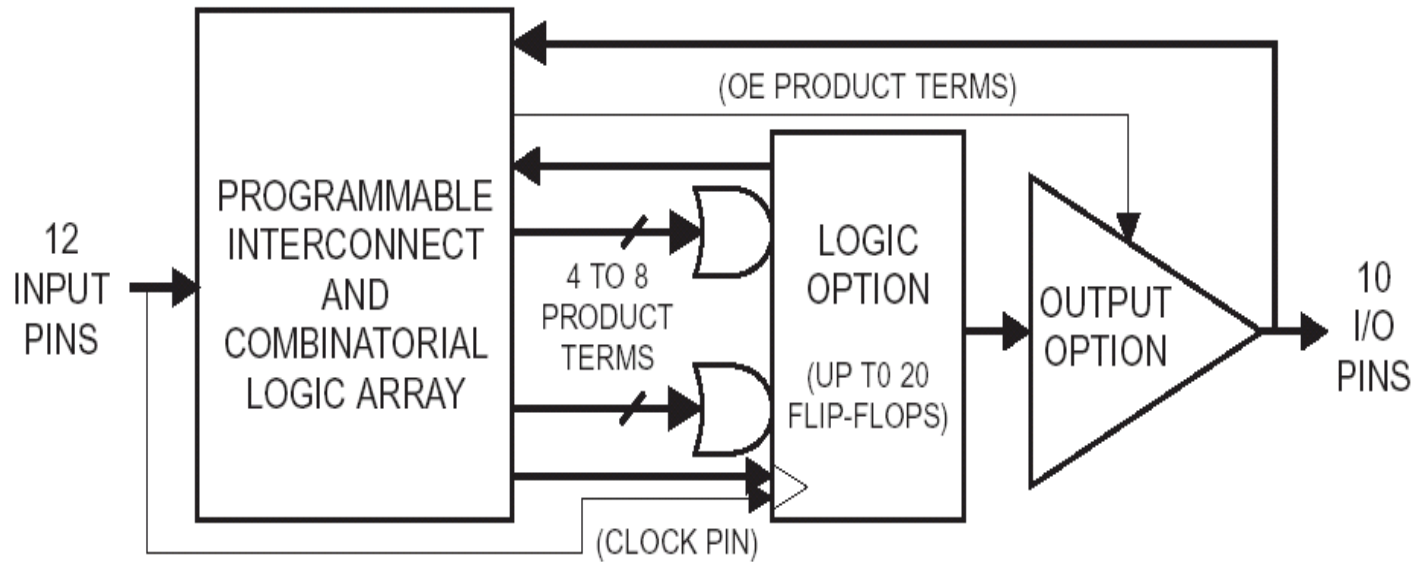 12
INPUT
PINS
PROGRAMMABLE
INTERCONNECT
AND
COMBINATORIAL
LOGIC ARRAY
(OE PRODUCT TERMS)
4 TO 8
PRODUCT
TERMS
LOGIC
OPTION
(UP T0 20
FLIP-FLOPS)
(CLOCK PIN)
OUTPUT
OPTION
10
I/O
PINS